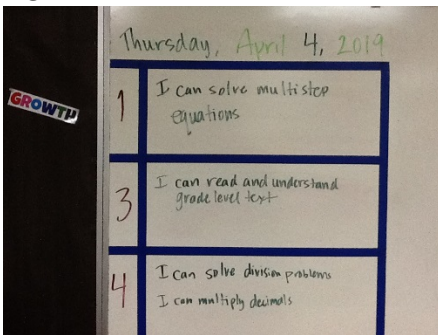 Thursday, April 4, 2019
GROWTH
1
I can solve multistep
equations
3
I can read and understand
grade level text
4
I can solve division problems
I can multiply decimals